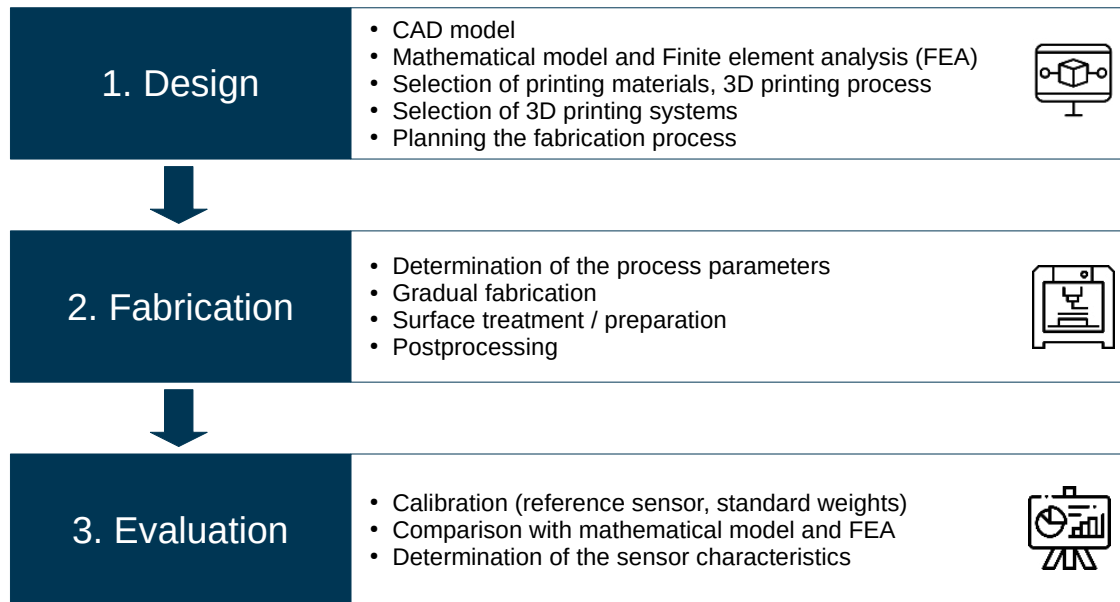 1. Design
• CAD model
• Mathematical model and Finite element analysis (FEA)
• Selection of printing materials, 3D printing process
• Selection of 3D printing systems
• Planning the fabrication process
2. Fabrication
• Determination of the process parameters
• Gradual fabrication
• Surface treatment / preparation
• Postprocessing
3. Evaluation
• Calibration (reference sensor, standard weights)
• Comparison with mathematical model and FEA
• Determination of the sensor characteristics